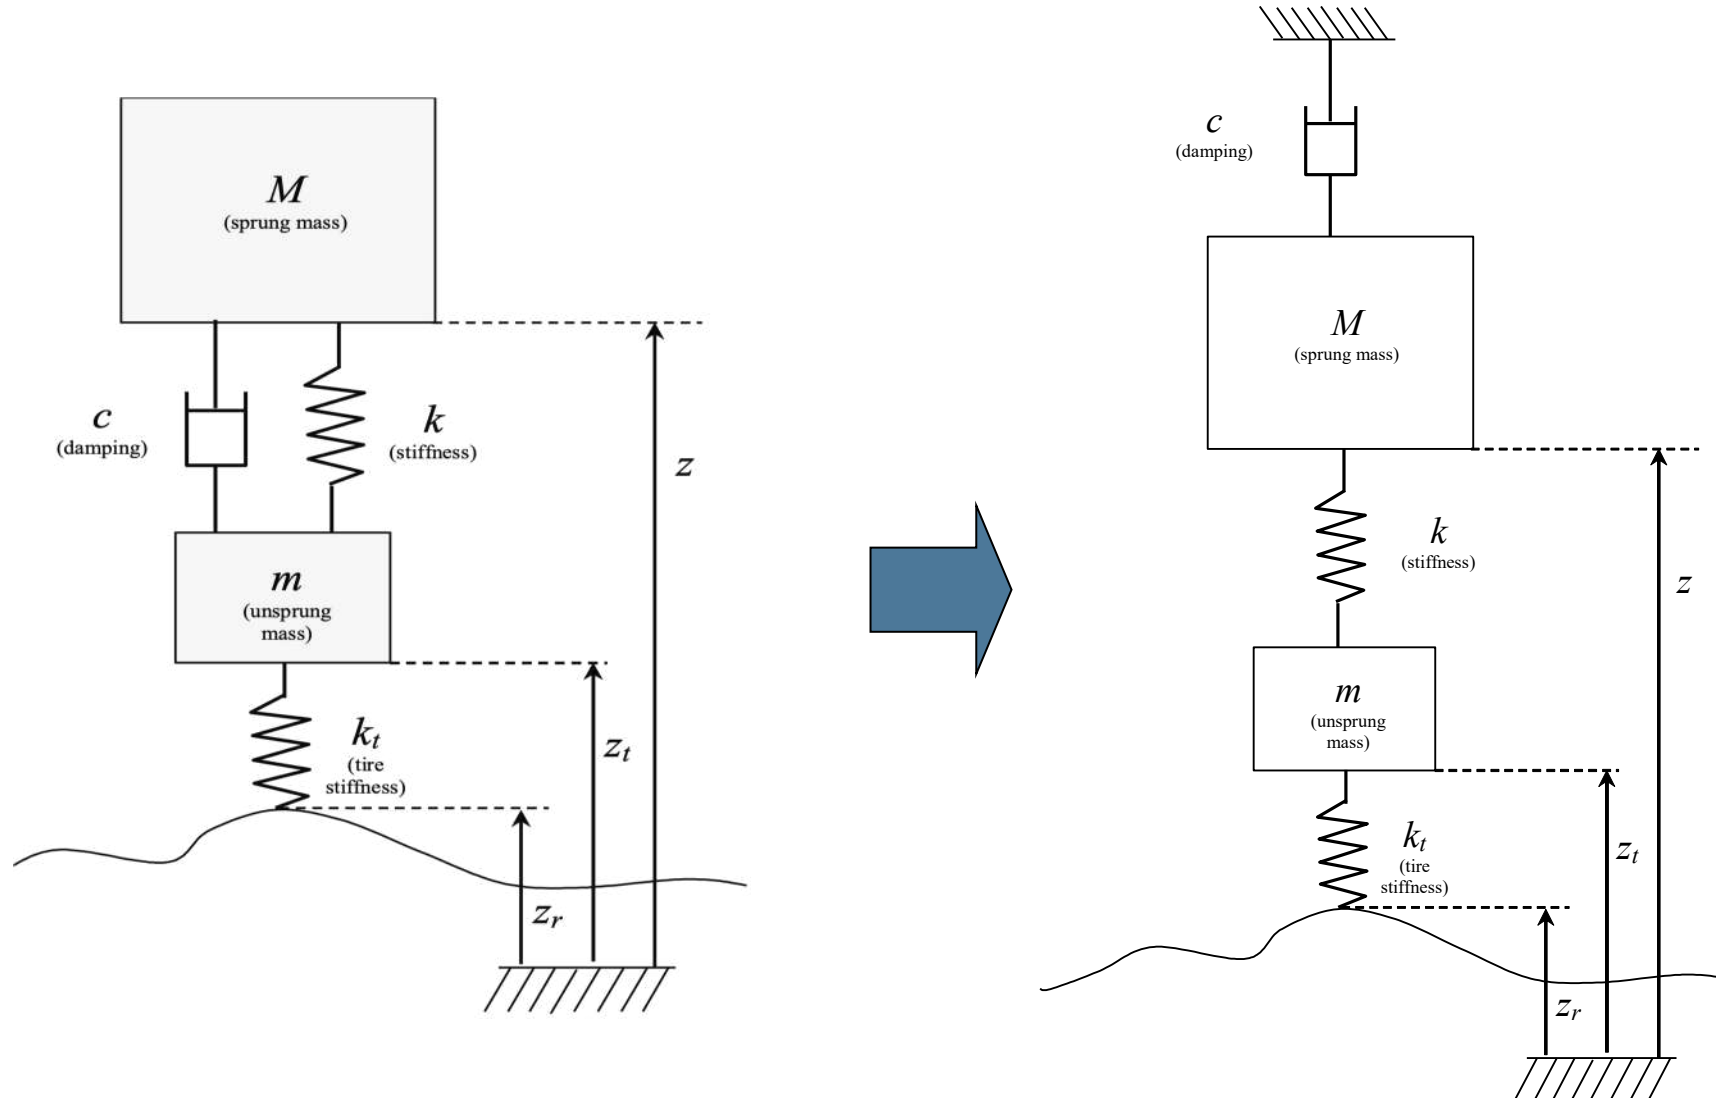 M
(sprung mass)
c
(damping)
k
(stiffness)
z
m
(unsprung
mass)
k_t
(tire
stiffness)
z_t
z_r
c
(damping)
M
(sprung mass)
k
(stiffness)
z
m
(unsprung
mass)
k_t
(tire
stiffness)
z_t
z_r